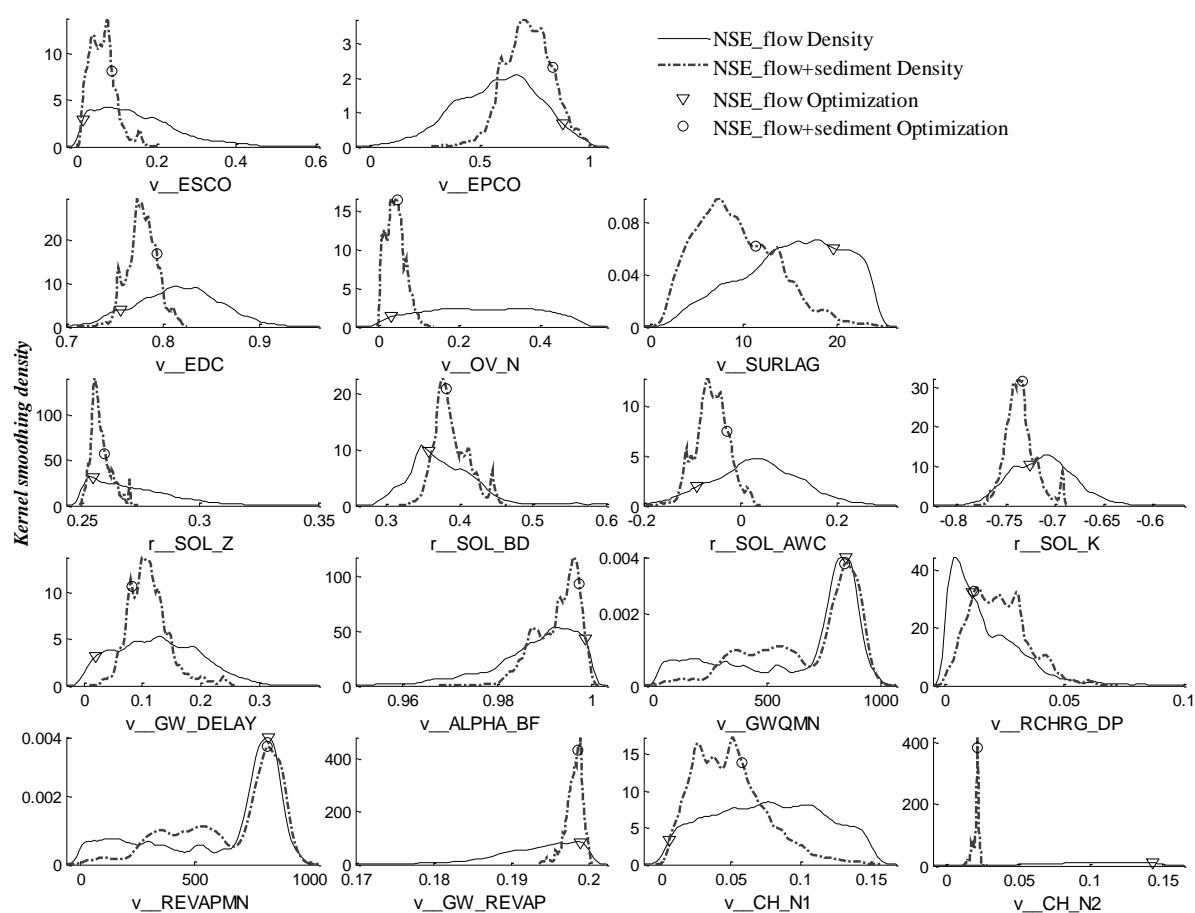 Kernel smoothing density
NSE_flow Density
NSE_flow+sediment Density
NSE_flow Optimization
NSE_flow+sediment Optimization
10
5
0
0 0.2 0.4 0.6
v__ESCO
3
2
1
0
0 0.5 1
v__EPCO
20
10
0
0.7 0.8 0.9
v__EDC
15
10
5
0
0 0.2 0.4
v__OV_N
0.08
0.04
0
0 10 20
v__SURLAG
100
50
0
0.25 0.3 0.35
r__SOL_Z
20
10
0
0.3 0.4 0.5 0.6
r__SOL_BD
10
5
0
-0.2 0 0.2
r__SOL_AWC
30
20
10
0
-0.8 -0.75 -0.7 -0.65 -0.6
r__SOL_K
10
5
0
0 0.1 0.2 0.3
v__GW_DELAY
100
50
0
0.96 0.98 1
v__ALPHA_BF
0.004
0.002
0
0 500 1000
v__GWQMN
40
20
0
0 0.05 0.1
v__RCHRG_DP
0.004
0.002
0
0 500 1000
v__REVAPMN
400
200
0
0.17 0.18 0.19 0.2
v__GW_REVAP
15
10
5
0
0 0.05 0.1 0.15
v__CH_N1
400
200
0
0 0.05 0.1 0.15
v__CH_N2